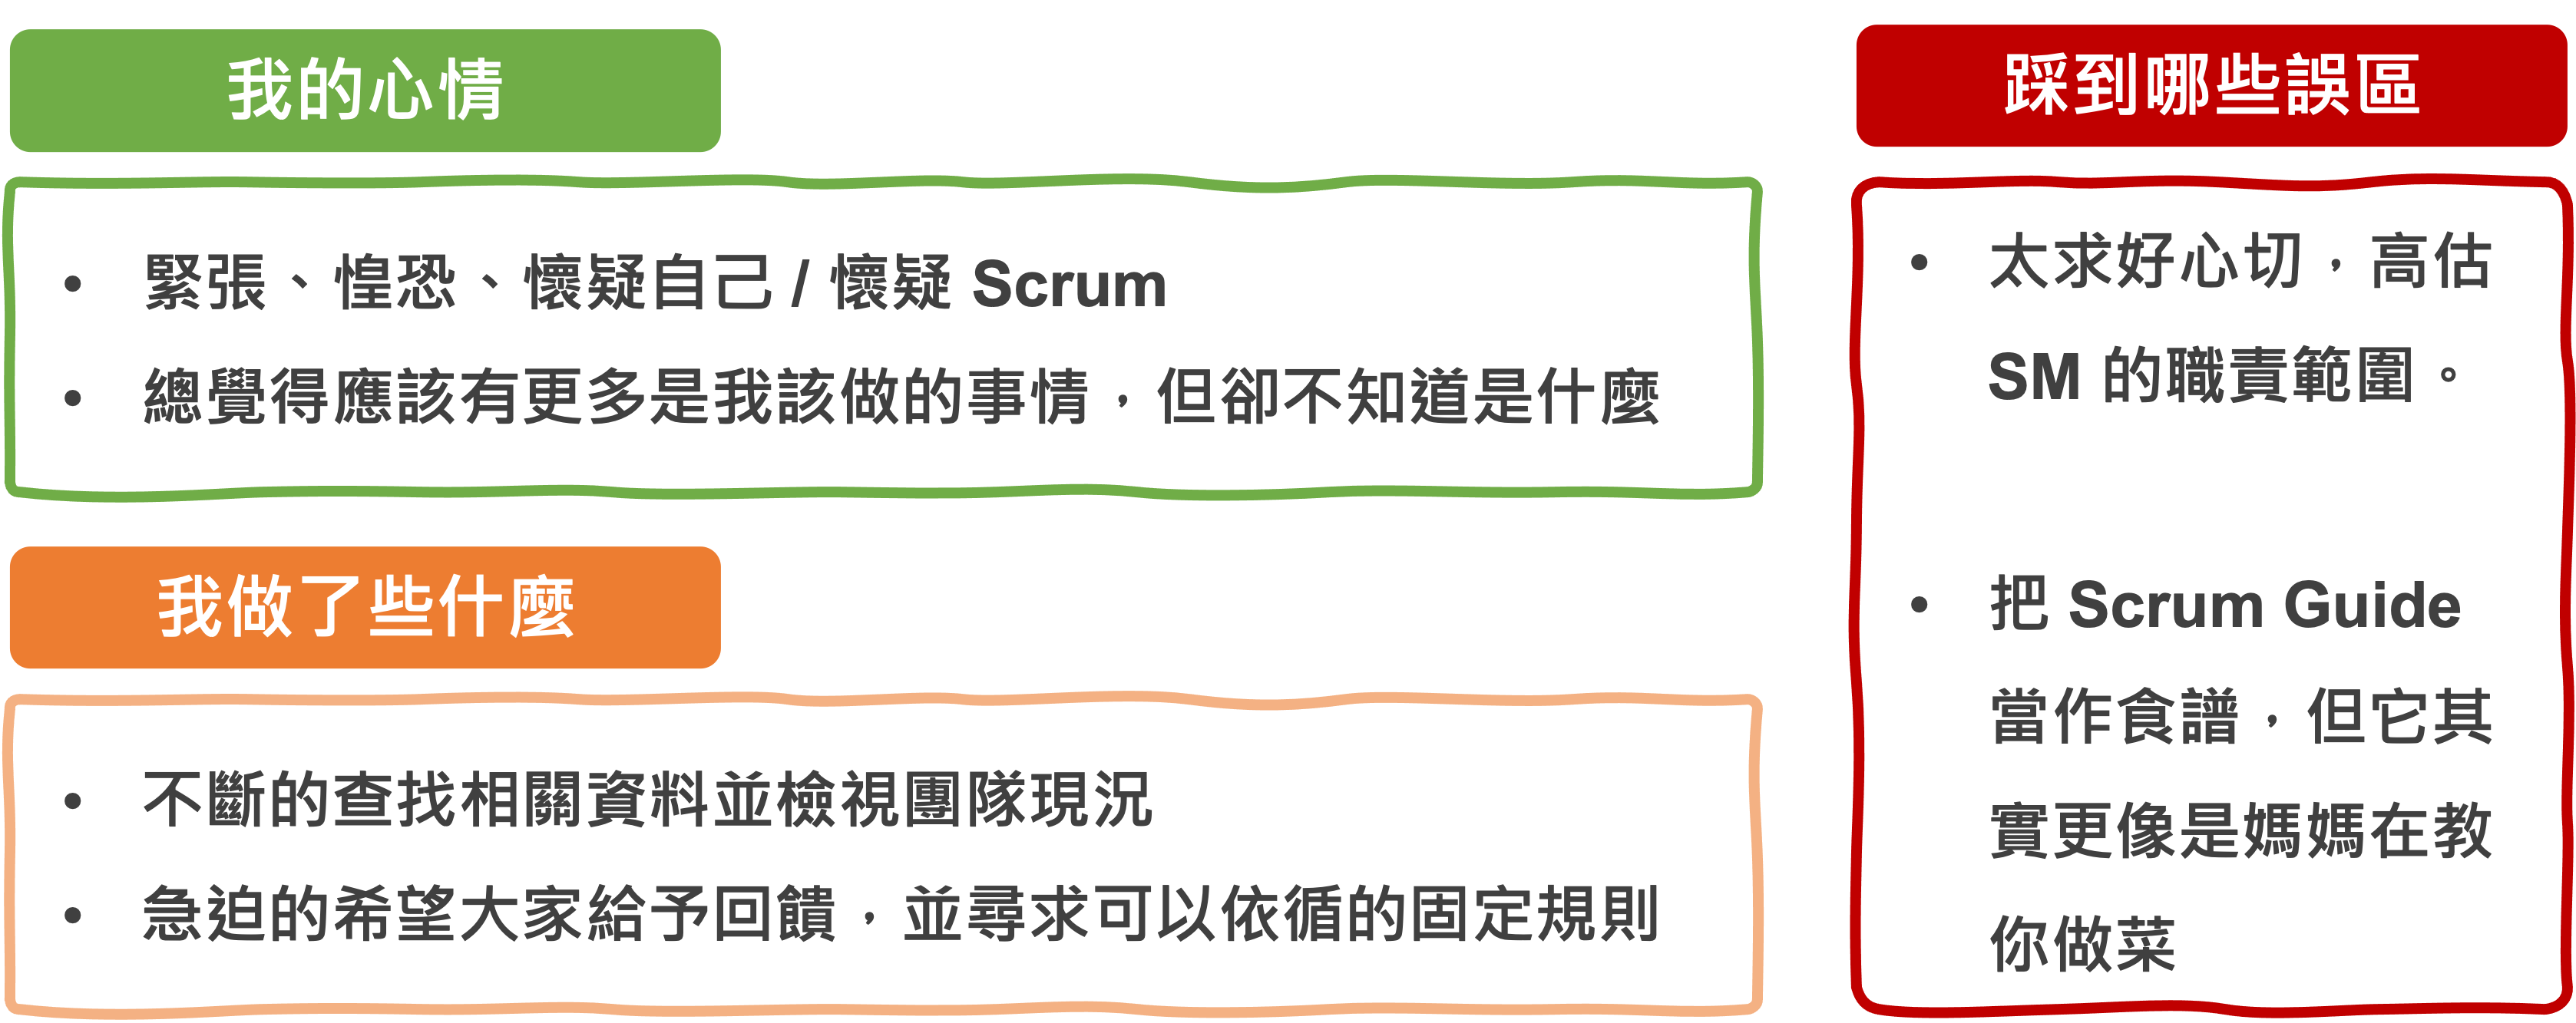 我的心情
• 緊張、惶恐、懷疑自己 / 懷疑 Scrum
• 總覺得應該有更多是我該做的事情，但卻不知道是什麼
我做了些什麼
• 不斷的查找相關資料並檢視團隊現況
• 急迫的希望大家給予回饋，並尋求可以依循的固定規則
踩到哪些誤區
• 太求好心切，高估
SM 的職責範圍。
• 把 Scrum Guide
當作食譜，但它其
實更像是媽媽在教
你做菜